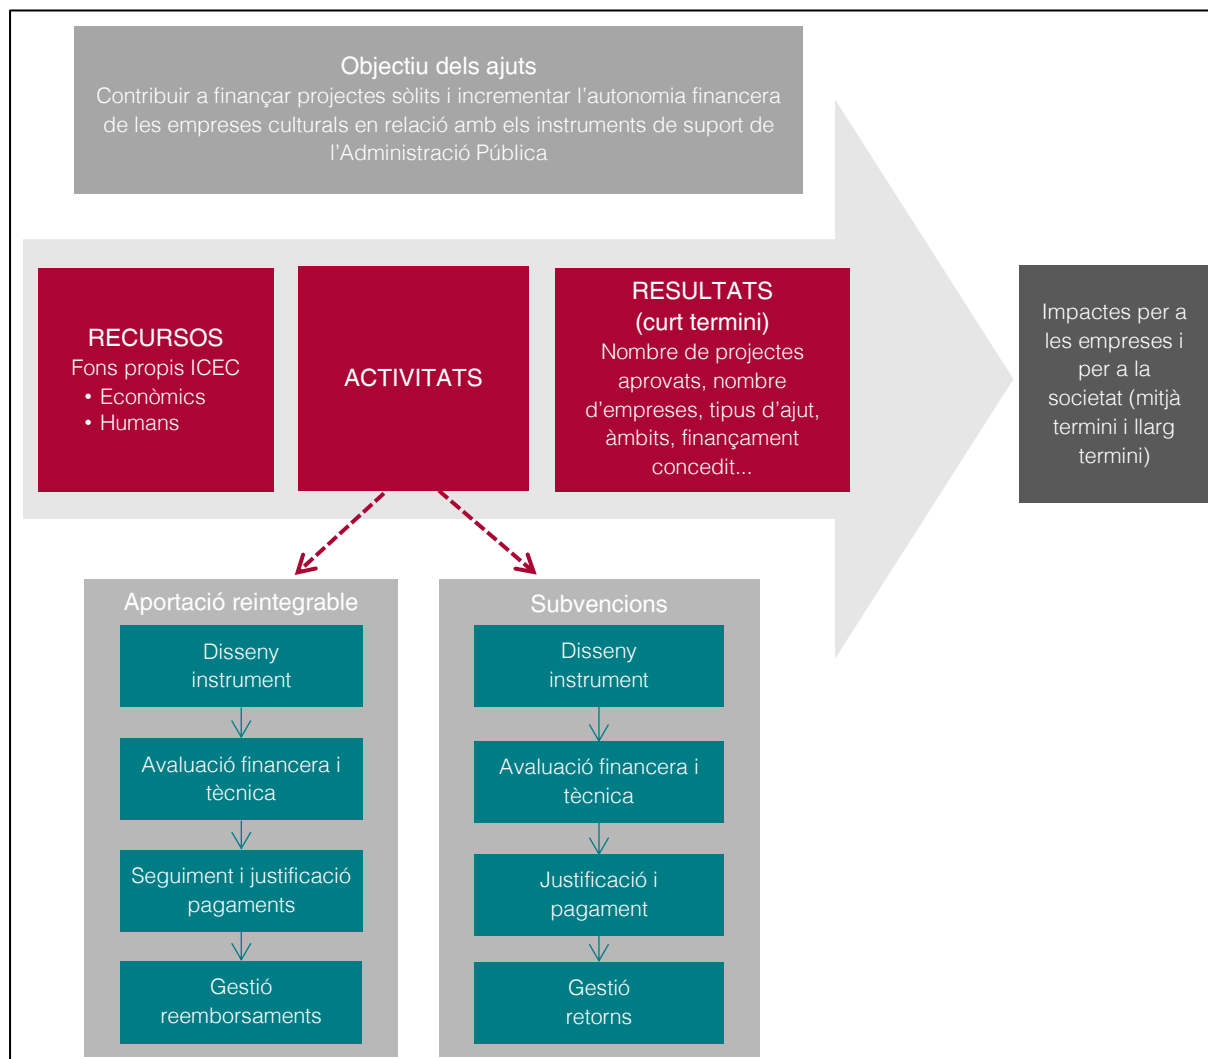 Objectiu dels ajuts
Contribuir a finançar projectes sòlits i incrementar l’autonomia financera
de les empreses culturals en relació amb els instruments de suport de
l’Administració Pública
RECURSOS
Fons propis ICEC
• Econòmics
• Humans
ACTIVITATS
RESULTATS
(curt termini)
Nombre de projectes
aprovats, nombre
d’empreses, tipus d’ajut,
àmbits, finançament
concedit...
Impactes per a
les empreses i
per a la
societat (mitjà
termini i llarg
termini)
Aportació reintegrable
Disseny
instrument
Avaluació financera i
tècnica
Seguiment i justificació
pagaments
Gestió
reemborsaments
Subvencions
Disseny
instrument
Avaluació financera i
tècnica
Justificació i
pagament
Gestió
retorns